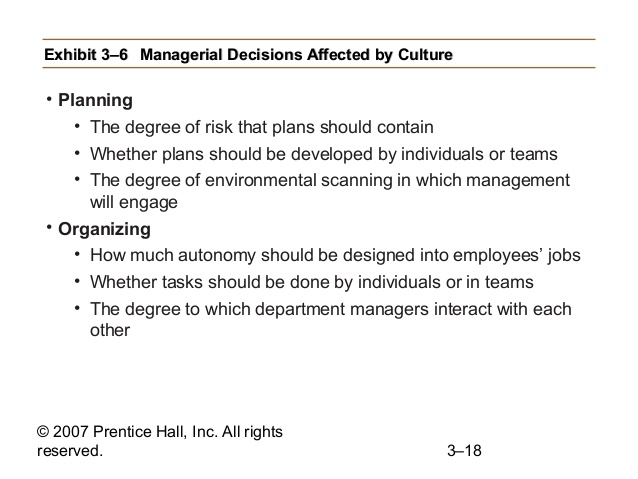 Exhibit 3–6 Managerial Decisions Affected by Culture
• Planning
• The degree of risk that plans should contain
• Whether plans should be developed by individuals or teams
• The degree of environmental scanning in which management
will engage
• Organizing
• How much autonomy should be designed into employees’ jobs
• Whether tasks should be done by individuals or in teams
• The degree to which department managers interact with each
other
© 2007 Prentice Hall, Inc. All rights
reserved. 3–18